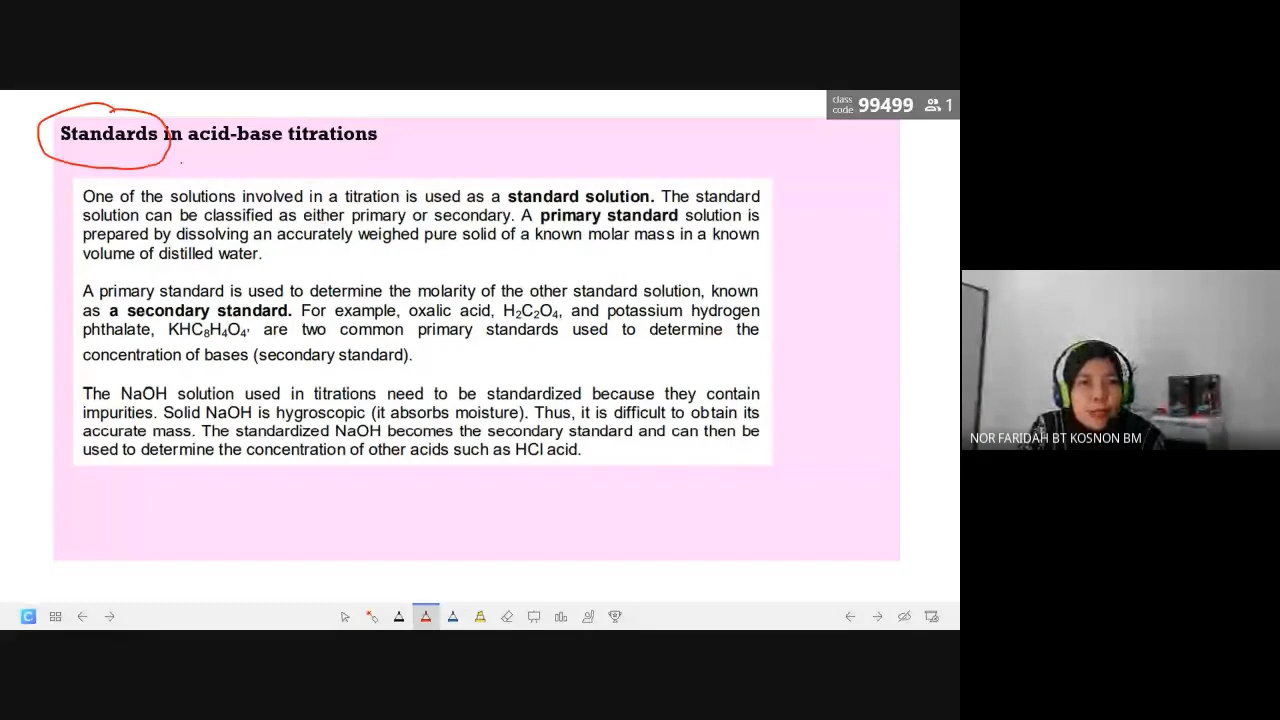 class
code 99499 1
Standards in acid-base titrations
One of the solutions involved in a titration is used as a standard solution. The standard
solution can be classified as either primary or secondary. A primary standard solution is
prepared by dissolving an accurately weighed pure solid of a known molar mass in a known
volume of distilled water.
A primary standard is used to determine the molarity of the other standard solution, known
as a secondary standard. For example, oxalic acid, H₂C₂O₄, and potassium hydrogen
phthalate, KHC₈H₄O₄, are two common primary standards used to determine the
concentration of bases (secondary standard).
The NaOH solution used in titrations need to be standardized because they contain
impurities. Solid NaOH is hygroscopic (it absorbs moisture). Thus, it is difficult to obtain its
accurate mass. The standardized NaOH becomes the secondary standard and can then be
used to determine the concentration of other acids such as HCl acid.
NOR FARIDAH BT KOSNON BM